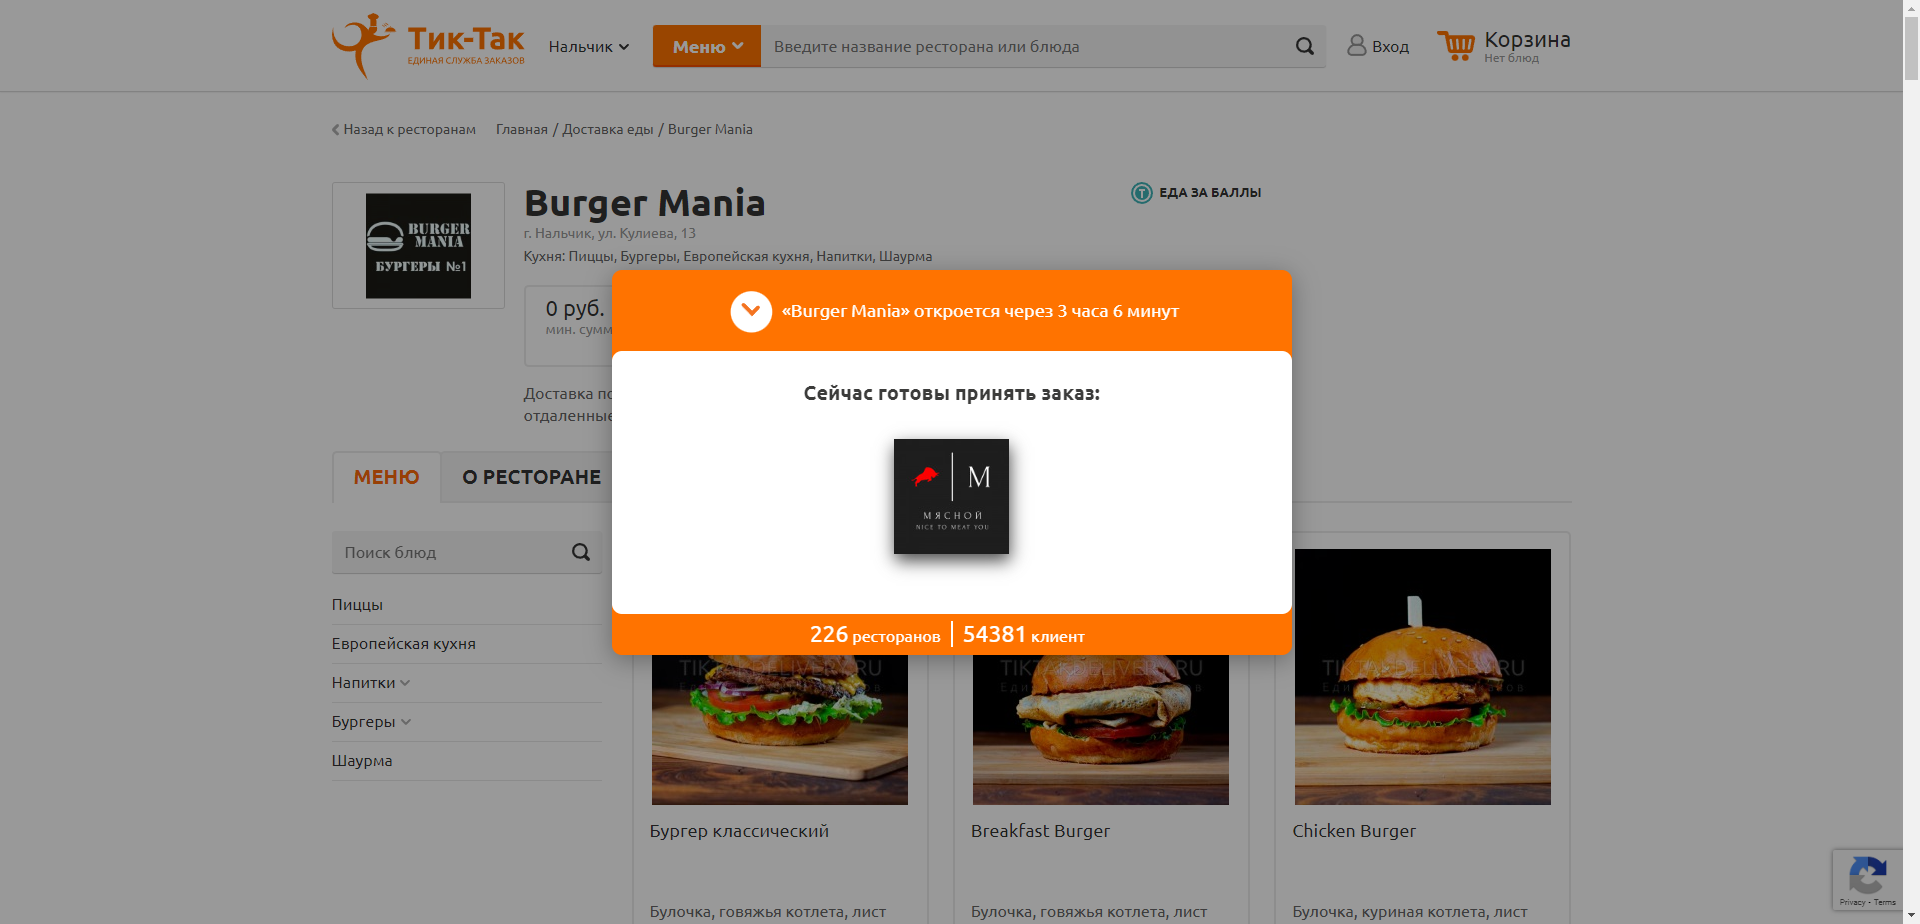 Тик-Так
ЕДИНАЯ СЛУЖБА ЗАКАЗОВ
Нальчик
Меню
Введите название ресторана или блюда
Вход
Корзина
Нет блюд
Назад к ресторанам
Главная / Доставка еды / Burger Mania
BURGER
MANIA
БУРГЕРЫ №1
Burger Mania
ЕДА ЗА БАЛЛЫ
г. Нальчик, ул. Кулиева, 13
Кухня: Пиццы, Бургеры, Европейская кухня, Напитки, Шаурма
0 руб.
мин. сумм
«Burger Mania» откроется через 3 часа 6 минут
Доставка по
отдаленные
Сейчас готовы принять заказ:
М
МЯСНОЙ
NICE TO MEAT YOU
МЕНЮ
О РЕСТОРАНЕ
Поиск блюд
Пиццы
Европейская кухня
Напитки
Бургеры
Шаурма
226 ресторанов
54381 клиент
TIKTAKDELIVERY.RU
TIKTAKDELIVERY.RU
TIKTAKDELIVERY.RU
Бургер классический
Breakfast Burger
Chicken Burger
Булочка, говяжья котлета, лист
Булочка, говяжья котлета, лист
Булочка, куриная котлета, лист
Privacy - Terms